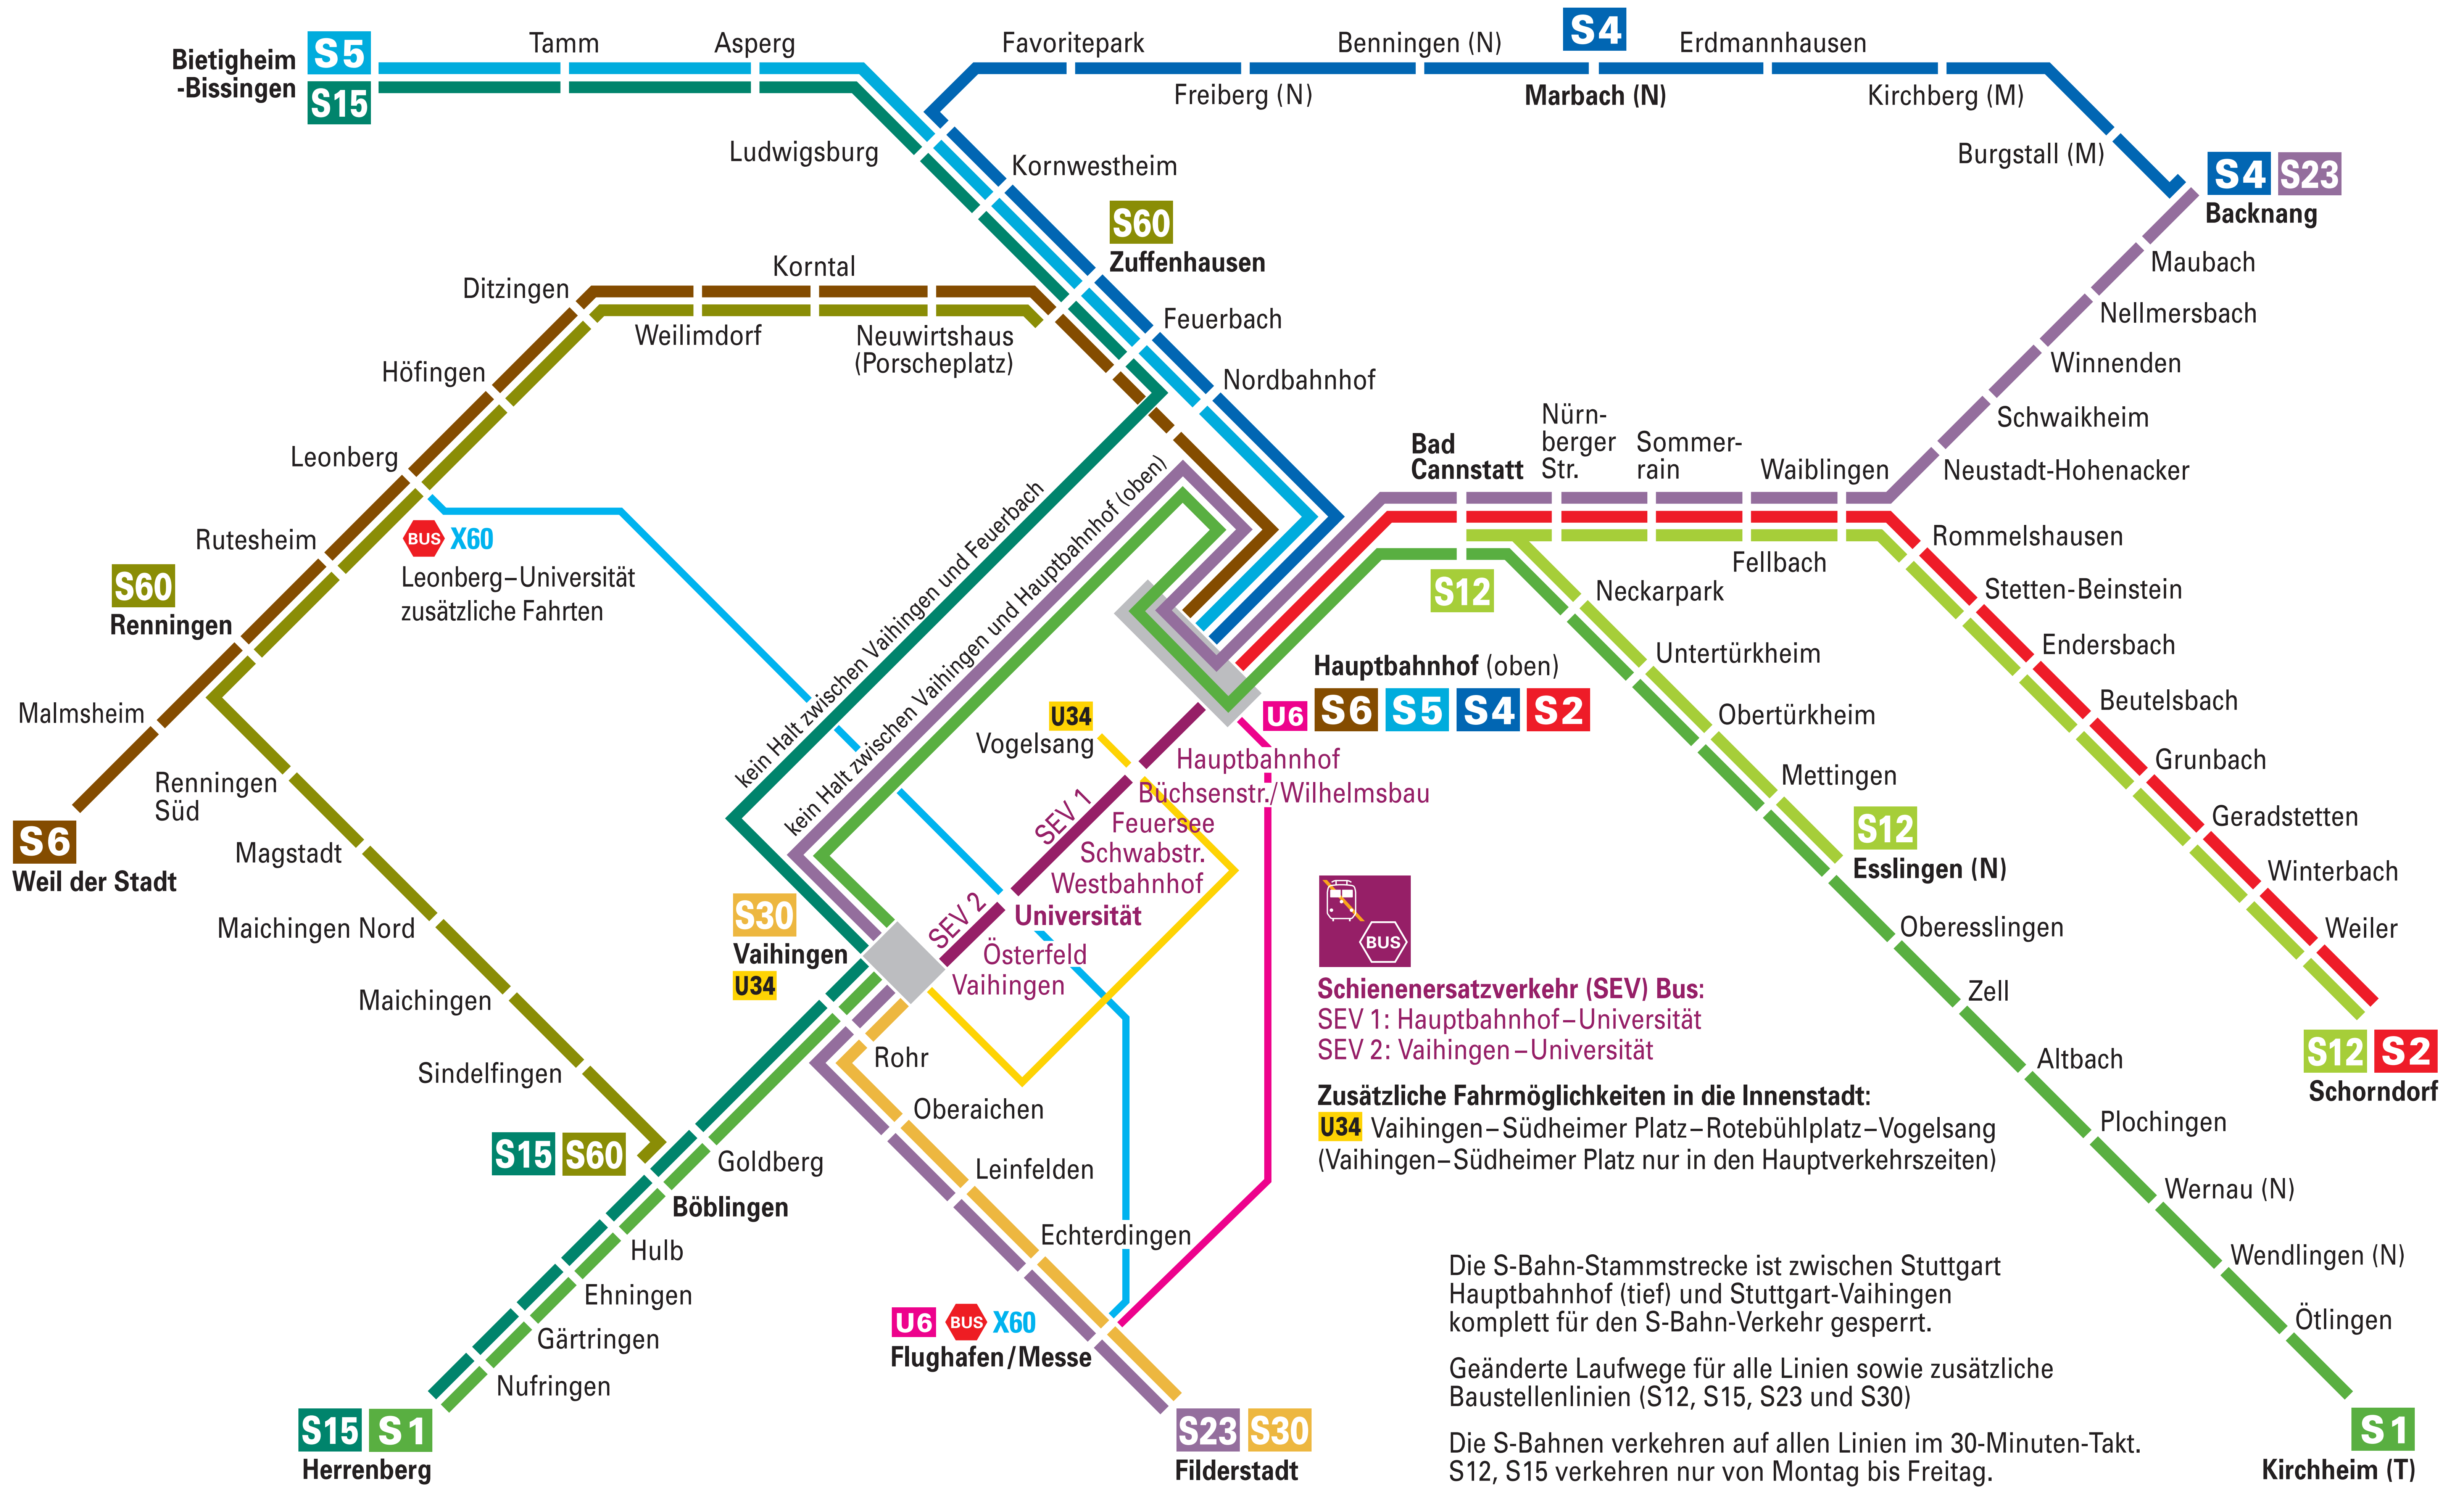 Bietigheim
-Bissingen
S5
S15
Tamm
Asperg
Ludwigsburg
Favoritepark
Freiberg (N)
Benningen (N)
S4
Marbach (N)
Erdmannhausen
Kirchberg (M)
Burgstall (M)
S4 S23
Backnang
Kornwestheim
S60
Zuffenhausen
Feuerbach
Nordbahnhof
Maubach
Nellmersbach
Winnenden
Schwaikheim
Neustadt-Hohenacker
Ditzingen
Korntal
Weilimdorf
Neuwirtshaus
(Porscheplatz)
Höfingen
Leonberg
Rutesheim
S60
Renningen
Malmsheim
S6
Weil der Stadt
BUS X60
Leonberg–Universität
zusätzliche Fahrten
Renningen
Süd
Magstadt
Maichingen Nord
Maichingen
Sindelfingen
S15 S60
Böblingen
Goldberg
Hulb
Ehningen
Gärtringen
Nufringen
S15 S1
Herrenberg
kein Halt zwischen Vaihingen und Feuerbach
kein Halt zwischen Vaihingen und Hauptbahnhof (oben)
Bad
Cannstatt
S12
Nürn-
berger
Str.
Sommer-
rain
Fellbach
Waiblingen
Rommelshausen
Stetten-Beinstein
Endersbach
Beutelsbach
Grunbach
Geradstetten
Winterbach
Weiler
S12 S2
Schorndorf
Neckarpark
Untertürkheim
Obertürkheim
Mettingen
S12
Esslingen (N)
Oberesslingen
Zell
Altbach
Plochingen
Wernau (N)
Wendlingen (N)
Ötlingen
S1
Kirchheim (T)
Hauptbahnhof (oben)
U6 S6 S5 S4 S2
U34
Vogelsang
SEV 1
Hauptbahnhof
Büchsenstr./Wilhelmsbau
Feuersee
Schwabstr.
Westbahnhof
Universität
SEV 2
Österfeld
Vaihingen
S30
Vaihingen
U34
Rohr
Oberaichen
Leinfelden
Echterdingen
U6 BUS X60
Flughafen/Messe
S23 S30
Filderstadt
BUS
Schienenersatzverkehr (SEV) Bus:
SEV 1: Hauptbahnhof–Universität
SEV 2: Vaihingen–Universität
Zusätzliche Fahrmöglichkeiten in die Innenstadt:
U34 Vaihingen–Südheimer Platz–Rotebühlplatz–Vogelsang
(Vaihingen–Südheimer Platz nur in den Hauptverkehrszeiten)
Die S-Bahn-Stammstrecke ist zwischen Stuttgart
Hauptbahnhof (tief) und Stuttgart-Vaihingen
komplett für den S-Bahn-Verkehr gesperrt.
Geänderte Laufwege für alle Linien sowie zusätzliche
Baustellenlinien (S12, S15, S23 und S30)
Die S-Bahnen verkehren auf allen Linien im 30-Minuten-Takt.
S12, S15 verkehren nur von Montag bis Freitag.